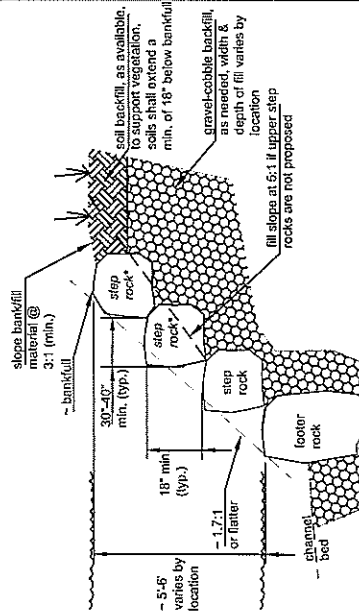 slope bank/fill
material @
3:1 (min.)
~ bankfull
30"-40"
min. (typ.)
18" min
(typ.)
~ 1.7:1
or flatter
~ 5'-6'
varies by
location
channel
bed
step
rock*
step
rock*
step
rock
footer
rock
soil backfill, as available,
to support vegetation,
soils shall extend a
min. of 18" below bankfull
gravel-cobble backfill,
as needed, width &
depth of fill varies by
location
fill slope at 6:1 if upper step
rocks are not proposed